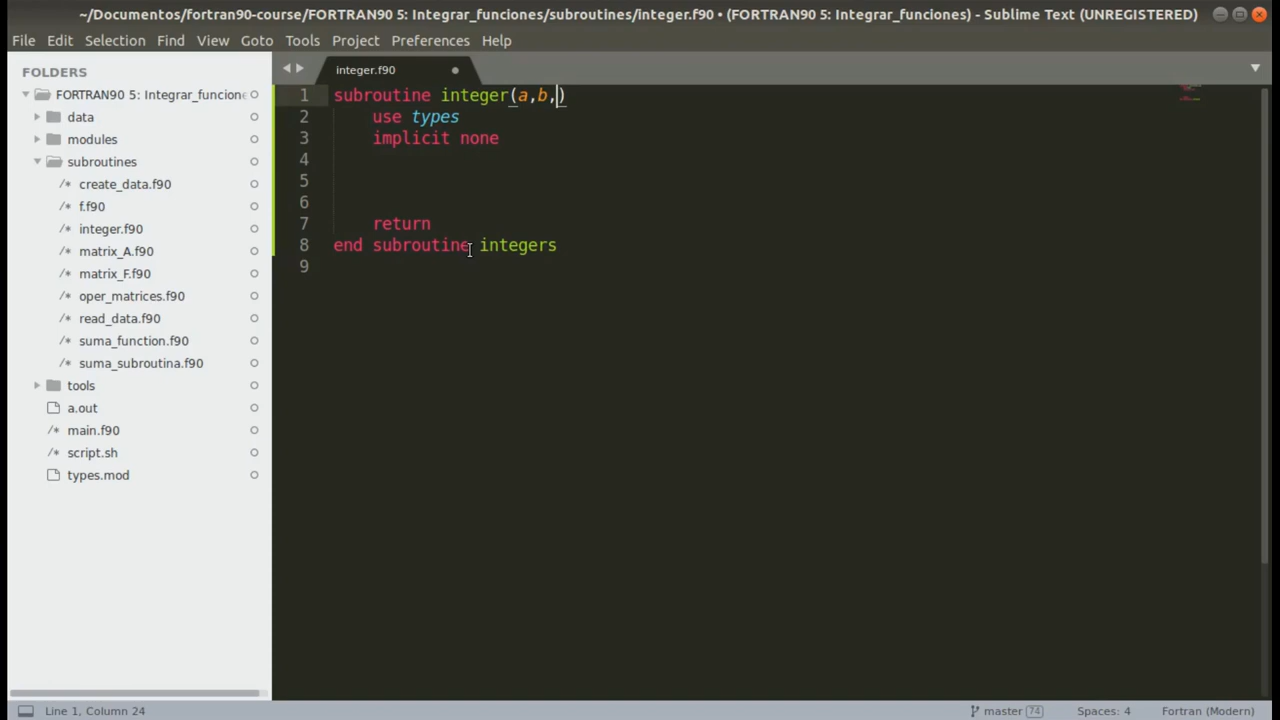 ~/Documentos/fortran90-course/FORTRAN90 5: Integrar_funciones/subroutines/integer.f90 • (FORTRAN90 5: Integrar_funciones) - Sublime Text (UNREGISTERED)
File Edit Selection Find View Goto Tools Project Preferences Help
FOLDERS
FORTRAN90 5: Integrar_funcione
data
modules
subroutines
/* create_data.f90
/* f.f90
/* integer.f90
/* matrix_A.f90
/* matrix_F.f90
/* oper_matrices.f90
/* read_data.f90
/* suma_function.f90
/* suma_subroutina.f90
tools
a.out
/* main.f90
/* script.sh
types.mod
integer.f90
1 subroutine integer(a,b,)
2 use types
3 implicit none
4
5
6
7 return
8 end subroutine integers
9
Line 1, Column 24
master 74
Spaces: 4
Fortran (Modern)